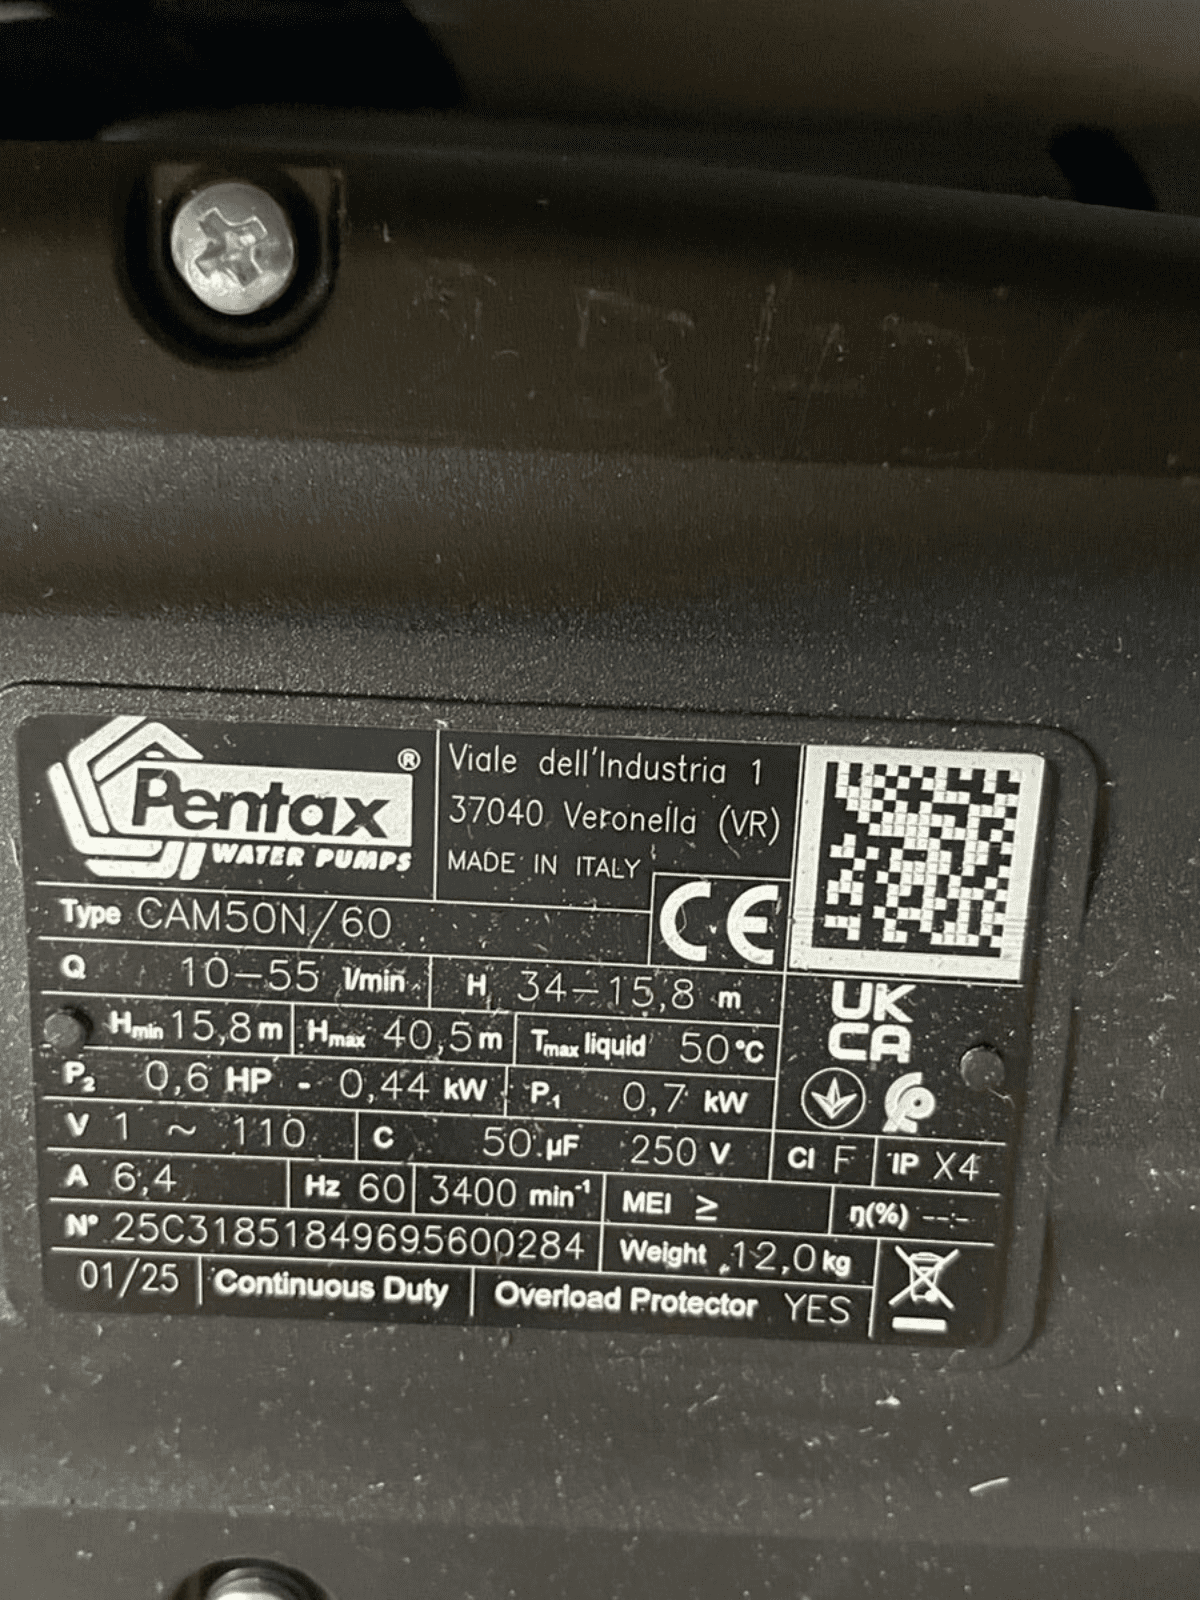 Pentax®
WATER PUMPS
Viale dell'Industria 1
37040 Veronella (VR)
MADE IN ITALY
CE
Type CAM50N/60
Q 10-55 l/min H 34-15,8 m
Hmin 15,8 m Hmax 40,5 m Tmax liquid 50°C
UK
CA
P2 0,6 HP - 0,44 kW P1 0,7 kW
V 1 ~ 110 C 50 µF 250 V Cl F IP X4
A 6,4 Hz 60 3400 min-1 MEI ≥ η(%) --.-
N° 25C31851849695600284 Weight 12,0 kg
01/25 Continuous Duty Overload Protector YES